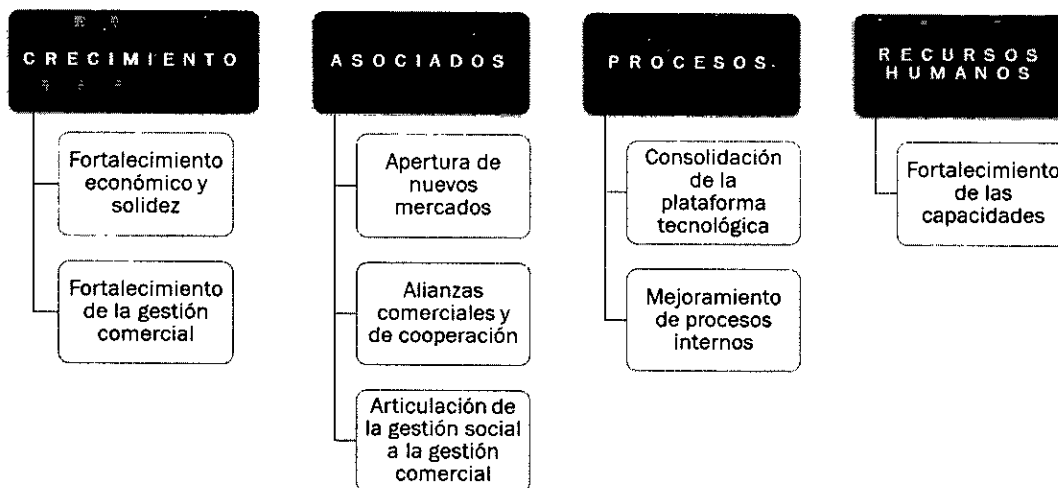 CRECIMIENTO
Fortalecimiento
económico y
solidez
Fortalecimiento
de la gestión
comercial
ASOCIADOS
Apertura de
nuevos
mercados
Alianzas
comerciales y
de cooperación
Articulación de
la gestión social
a la gestión
comercial
PROCESOS.
Consolidación
de la
plataforma
tecnológica
Mejoramiento
de procesos
internos
RECURSOS
HUMANOS
Fortalecimiento
de las
capacidades